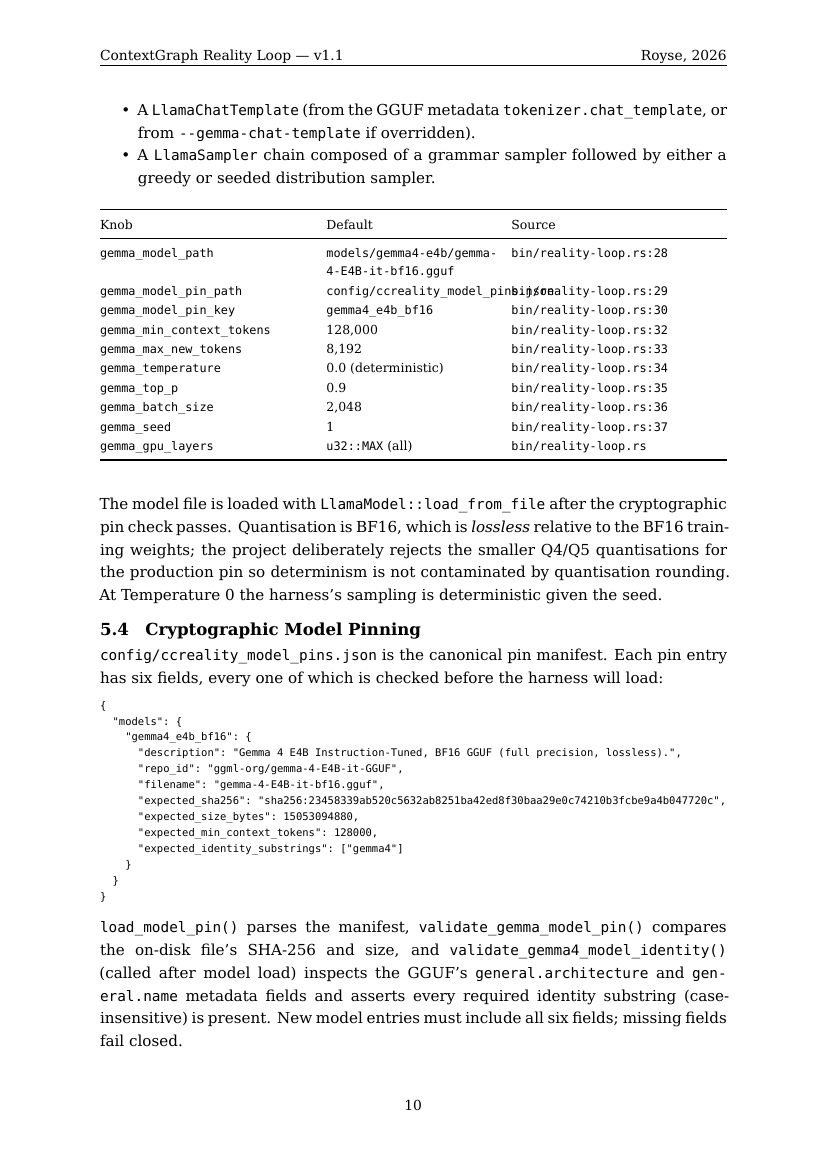 ContextGraph Reality Loop — v1.1 Royse, 2026
• A LlamaChatTemplate (from the GGUF metadata tokenizer.chat_template, or
from --gemma-chat-template if overridden).
• A LlamaSampler chain composed of a grammar sampler followed by either a
greedy or seeded distribution sampler.
Knob Default Source
gemma_model_path models/gemma4-e4b/gemma- bin/reality-loop.rs:28
4-E4B-it-bf16.gguf
gemma_model_pin_path config/ccreality_model_pins.json bin/reality-loop.rs:29
gemma_model_pin_key gemma4_e4b_bf16 bin/reality-loop.rs:30
gemma_min_context_tokens 128,000 bin/reality-loop.rs:32
gemma_max_new_tokens 8,192 bin/reality-loop.rs:33
gemma_temperature 0.0 (deterministic) bin/reality-loop.rs:34
gemma_top_p 0.9 bin/reality-loop.rs:35
gemma_batch_size 2,048 bin/reality-loop.rs:36
gemma_seed 1 bin/reality-loop.rs:37
gemma_gpu_layers u32::MAX (all) bin/reality-loop.rs
The model file is loaded with LlamaModel::load_from_file after the cryptographic
pin check passes. Quantisation is BF16, which is lossless relative to the BF16 train-
ing weights; the project deliberately rejects the smaller Q4/Q5 quantisations for
the production pin so determinism is not contaminated by quantisation rounding.
At Temperature 0 the harness’s sampling is deterministic given the seed.
5.4 Cryptographic Model Pinning
config/ccreality_model_pins.json is the canonical pin manifest. Each pin entry
has six fields, every one of which is checked before the harness will load:
{
"models": {
"gemma4_e4b_bf16": {
"description": "Gemma 4 E4B Instruction-Tuned, BF16 GGUF (full precision, lossless).",
"repo_id": "ggml-org/gemma-4-E4B-it-GGUF",
"filename": "gemma-4-E4B-it-bf16.gguf",
"expected_sha256": "sha256:23458339ab520c5632ab8251ba42ed8f30baa29e0c74210b3fcbe9a4b047720c",
"expected_size_bytes": 15053094880,
"expected_min_context_tokens": 128000,
"expected_identity_substrings": ["gemma4"]
}
}
}
load_model_pin() parses the manifest, validate_gemma_model_pin() compares
the on-disk file’s SHA-256 and size, and validate_gemma4_model_identity()
(called after model load) inspects the GGUF’s general.architecture and gen-
eral.name metadata fields and asserts every required identity substring (case-
insensitive) is present. New model entries must include all six fields; missing fields
fail closed.
10